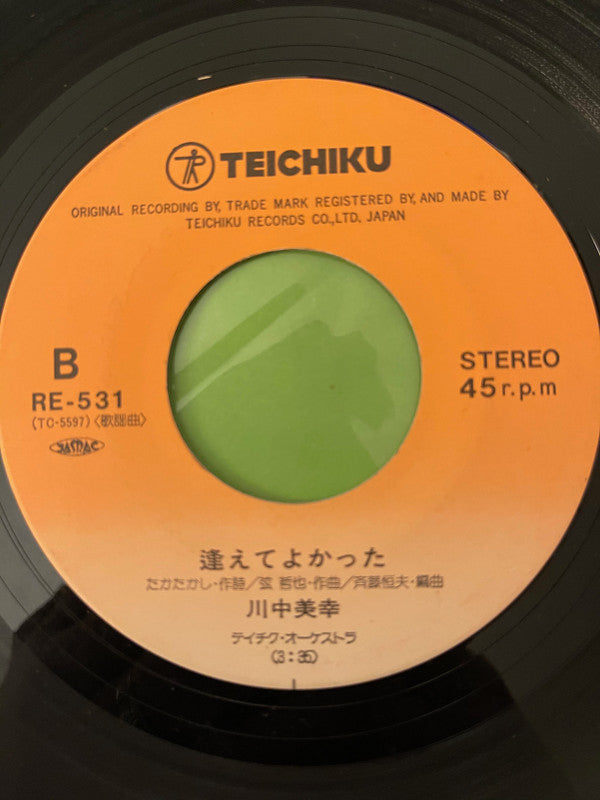 TEICHIKU
ORIGINAL RECORDING BY, TRADE MARK REGISTERED BY, AND MADE BY
TEICHIKU RECORDS CO.,LTD. JAPAN
B
STEREO
RE-531
45 r.p.m
(TC-5597)〈歌謡曲〉
JASRAC
逢えてよかった
たかたかし・作詩/弦 哲也・作曲/斉藤恒夫・編曲
川中美幸
テイチク・オーケストラ
(3:35)